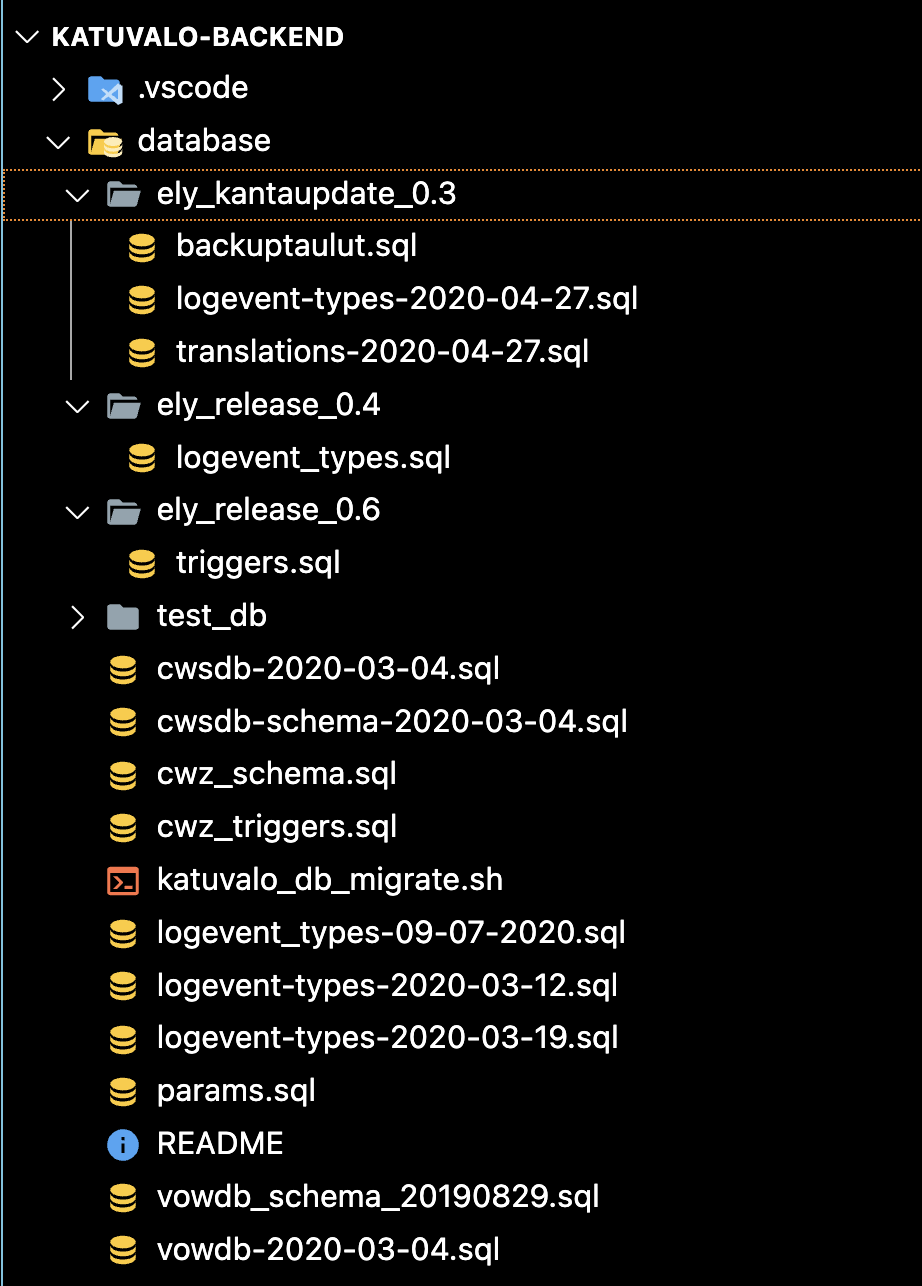 KATUVALO-BACKEND
.vscode
database
ely_kantaupdate_0.3
backuptaulut.sql
logevent-types-2020-04-27.sql
translations-2020-04-27.sql
ely_release_0.4
logevent_types.sql
ely_release_0.6
triggers.sql
test_db
cwsdb-2020-03-04.sql
cwsdb-schema-2020-03-04.sql
cwz_schema.sql
cwz_triggers.sql
katuvalo_db_migrate.sh
logevent_types-09-07-2020.sql
logevent-types-2020-03-12.sql
logevent-types-2020-03-19.sql
params.sql
README
vowdb_schema_20190829.sql
vowdb-2020-03-04.sql